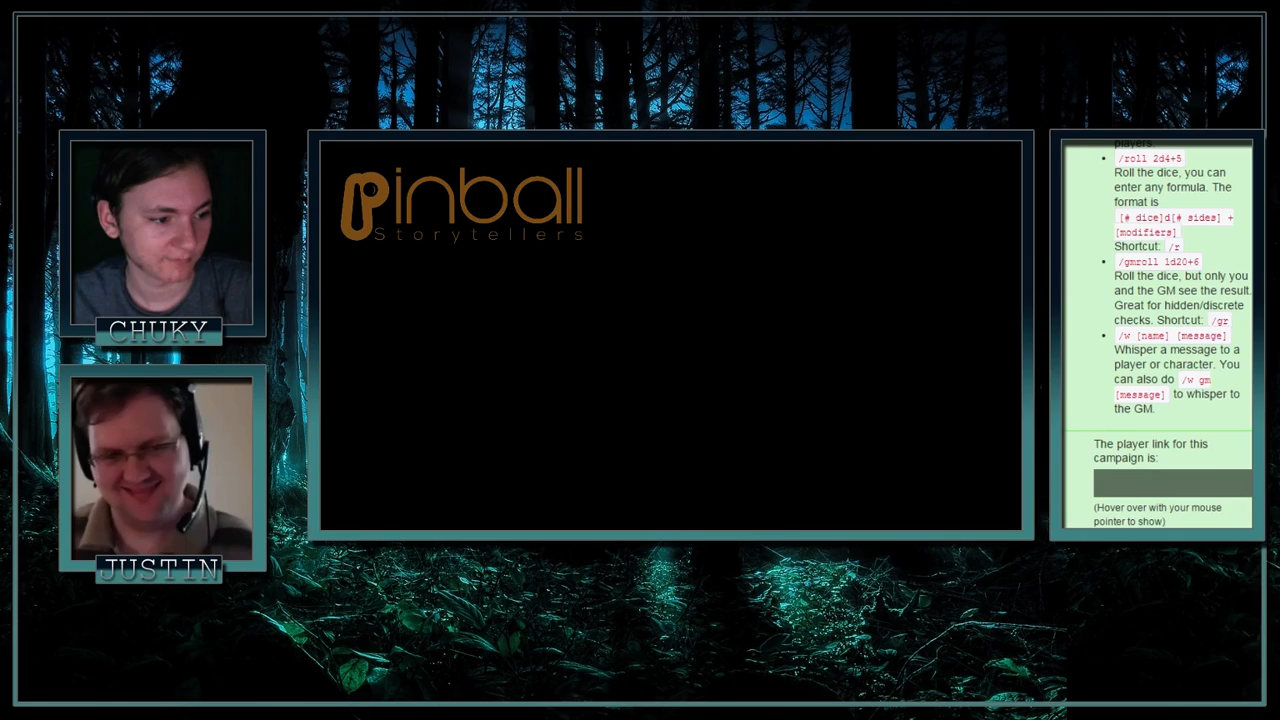 CHUKY
JUSTIN
pinball
Storytellers
players.
/roll 2d4+5
Roll the dice, you can
enter any formula. The
format is
[# dice]d[# sides] +
[modifiers]
Shortcut: /r
/gmroll 1d20+6
Roll the dice, but only you
and the GM see the result.
Great for hidden/discrete
checks. Shortcut: /gr
/w [name] [message]
Whisper a message to a
player or character. You
can also do /w gm
[message] to whisper to
the GM.
The player link for this
campaign is:
(Hover over with your mouse
pointer to show)